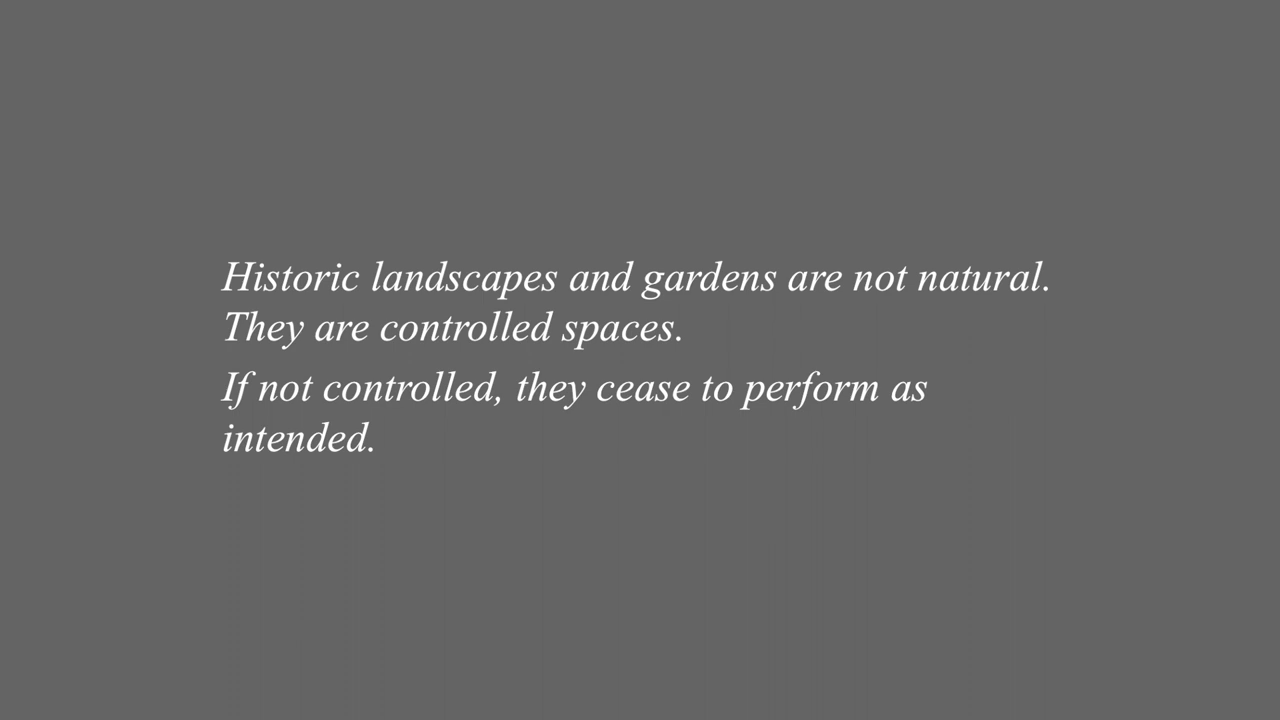 Historic landscapes and gardens are not natural.
They are controlled spaces.
If not controlled, they cease to perform as
intended.